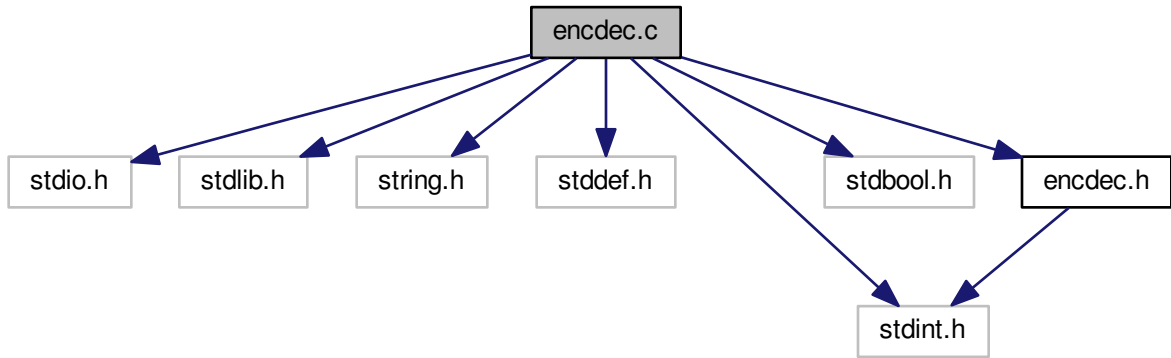 encdec.c
stdio.h
stdlib.h
string.h
stddef.h
stdbool.h
encdec.h
stdint.h